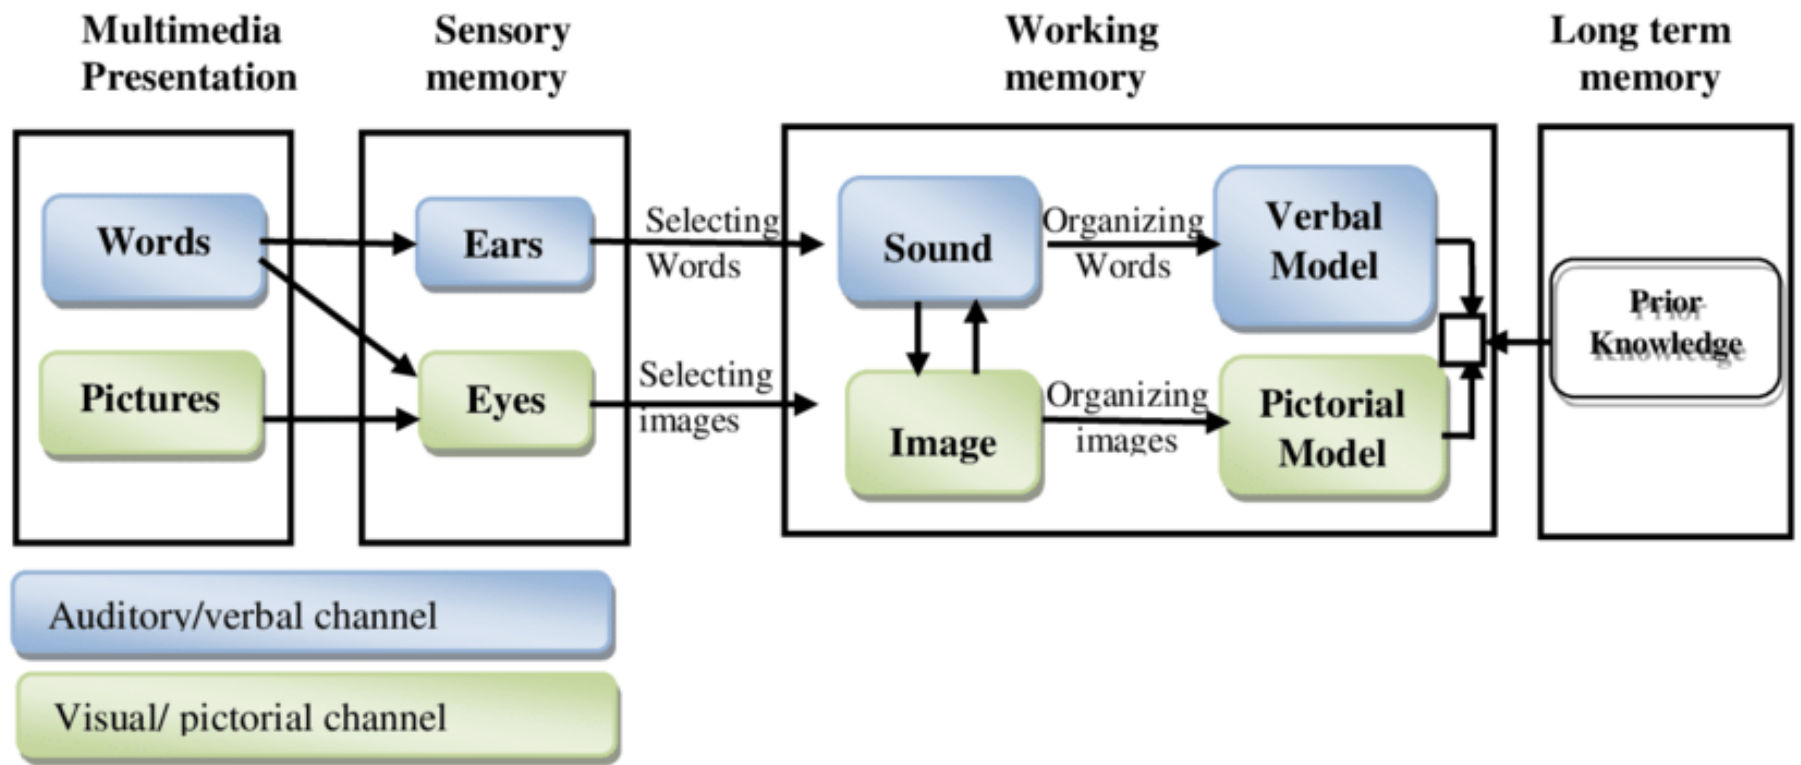 Multimedia
Presentation
Sensory
memory
Working
memory
Long term
memory
Words
Pictures
Ears
Eyes
Selecting
Words
Selecting
images
Sound
Image
Organizing
Words
Organizing
images
Verbal
Model
Pictorial
Model
Prior
Knowledge
Auditory/verbal channel
Visual/ pictorial channel